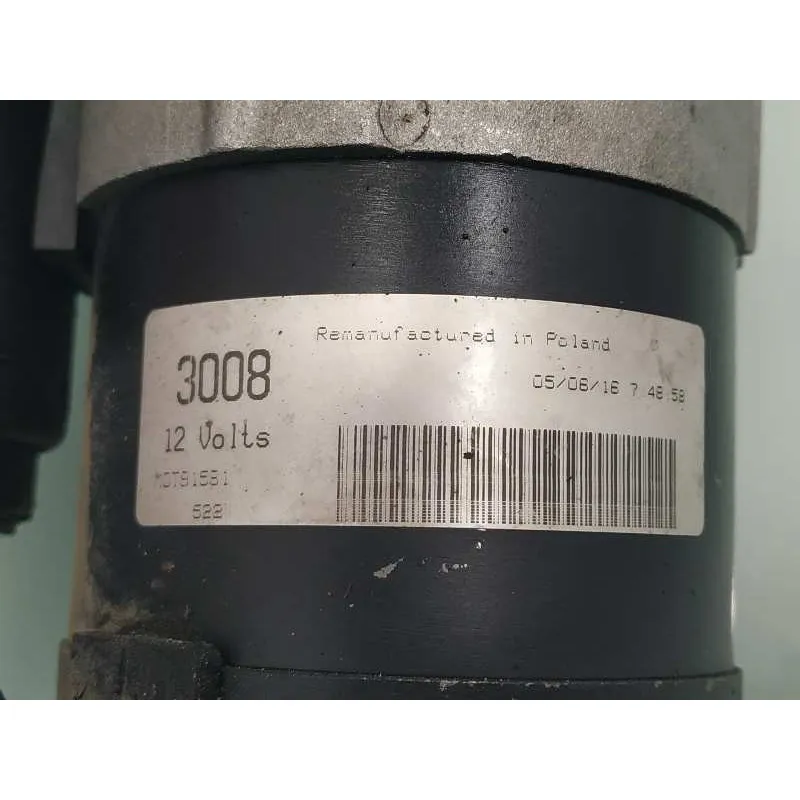 Remanufactured in Poland
3008
05/08/16 7 48:58
12 Volts
522